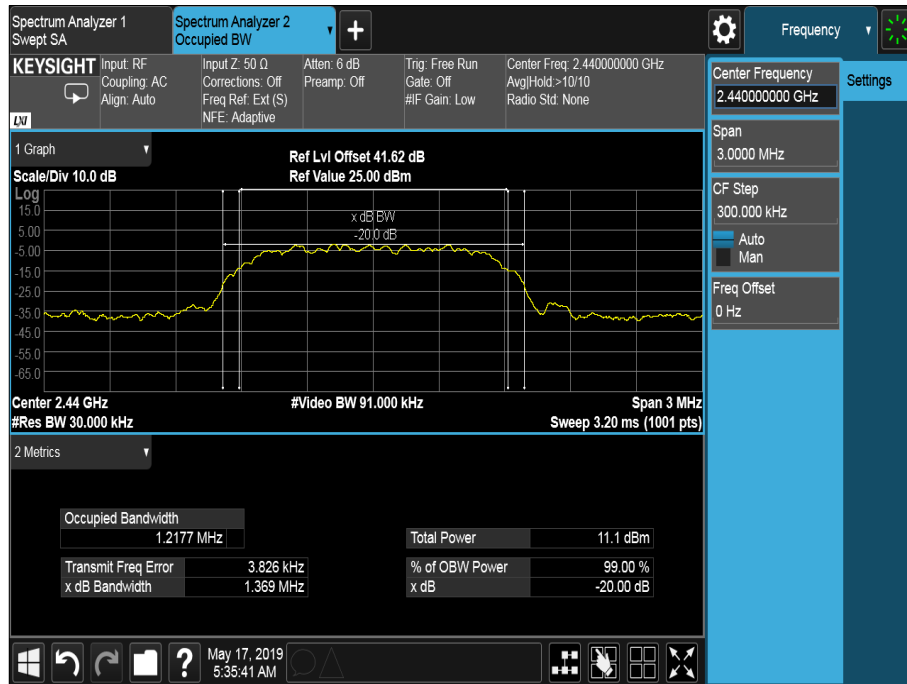 Spectrum Analyzer 1
Swept SA
Spectrum Analyzer 2
Occupied BW
+
Frequency
KEYSIGHT
LXI
Input: RF
Coupling: AC
Align: Auto
Input Z: 50 Ω
Corrections: Off
Freq Ref: Ext (S)
NFE: Adaptive
Atten: 6 dB
Preamp: Off
Trig: Free Run
Gate: Off
#IF Gain: Low
Center Freq: 2.440000000 GHz
Avg|Hold:>10/10
Radio Std: None
Center Frequency
2.440000000 GHz
Settings
Span
3.0000 MHz
CF Step
300.000 kHz
Auto
Man
Freq Offset
0 Hz
1 Graph
Scale/Div 10.0 dB
Ref Lvl Offset 41.62 dB
Ref Value 25.00 dBm
Log
15.0
5.00
-5.00
-15.0
-25.0
-35.0
-45.0
-55.0
-65.0
x dB BW
-20.0 dB
Center 2.44 GHz
#Video BW 91.000 kHz
Span 3 MHz
#Res BW 30.000 kHz
Sweep 3.20 ms (1001 pts)
2 Metrics
Occupied Bandwidth
1.2177 MHz
Total Power 11.1 dBm
Transmit Freq Error 3.826 kHz
% of OBW Power 99.00 %
x dB Bandwidth 1.369 MHz
x dB -20.00 dB
?
May 17, 2019
5:35:41 AM